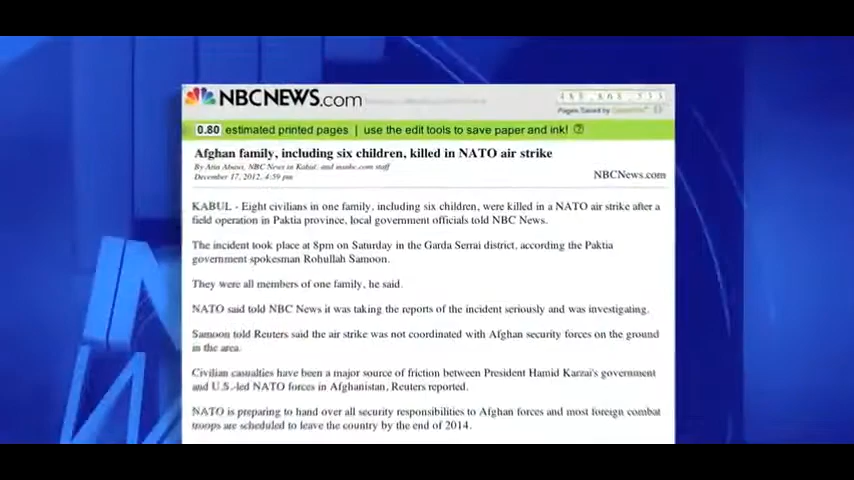 NBCNEWS.com
0.80 estimated printed pages | use the edit tools to save paper and ink!
Afghan family, including six children, killed in NATO air strike
By Atia Abawi, NBC News in Kabul, and msnbc.com staff
December 17, 2012, 4:59 pm
NBCNews.com
KABUL - Eight civilians in one family, including six children, were killed in a NATO air strike after a
field operation in Paktia province, local government officials told NBC News.
The incident took place at 8pm on Saturday in the Garda Serrai district, according the Paktia
government spokesman Rohullah Samoon.
They were all members of one family, he said.
NATO said told NBC News it was taking the reports of the incident seriously and was investigating.
Samoon told Reuters said the air strike was not coordinated with Afghan security forces on the ground
in the area.
Civilian casualties have been a major source of friction between President Hamid Karzai's government
and U.S.-led NATO forces in Afghanistan, Reuters reported.
NATO is preparing to hand over all security responsibilities to Afghan forces and most foreign combat
troops are scheduled to leave the country by the end of 2014.